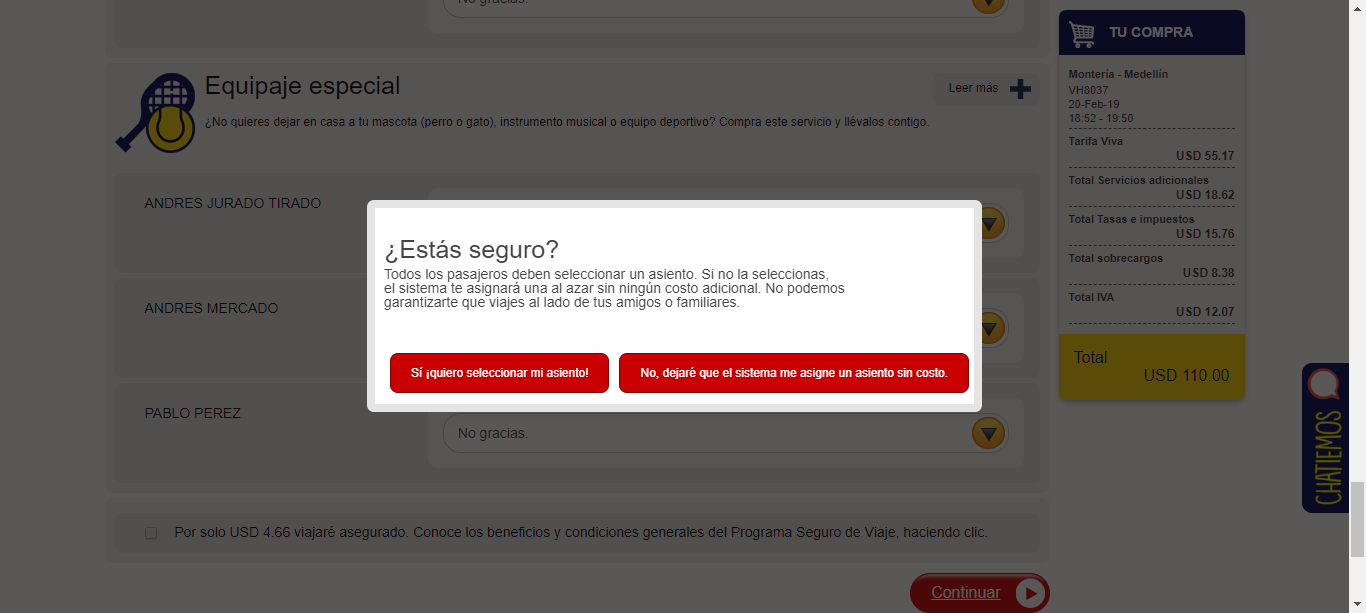 No gracias.
Equipaje especial
Leer más
¿No quieres dejar en casa a tu mascota (perro o gato), instrumento musical o equipo deportivo? Compra este servicio y llévalos contigo.
ANDRES JURADO TIRADO
¿Estás seguro?
Todos los pasajeros deben seleccionar un asiento. Si no la seleccionas,
el sistema te asignará una al azar sin ningún costo adicional. No podemos
garantizarte que viajes al lado de tus amigos o familiares.
Sí ¡quiero seleccionar mi asiento!
No, dejaré que el sistema me asigne un asiento sin costo.
ANDRES MERCADO
PABLO PEREZ
No gracias.
Por solo USD 4.66 viajaré asegurado. Conoce los beneficios y condiciones generales del Programa Seguro de Viaje, haciendo clic.
Continuar
TU COMPRA
Montería - Medellín
VH8037
20-Feb-19
18:52 - 19:50
Tarifa Viva
USD 55.17
Total Servicios adicionales
USD 18.62
Total Tasas e impuestos
USD 15.76
Total sobrecargos
USD 8.38
Total IVA
USD 12.07
Total
USD 110.00
CHATIEMOS